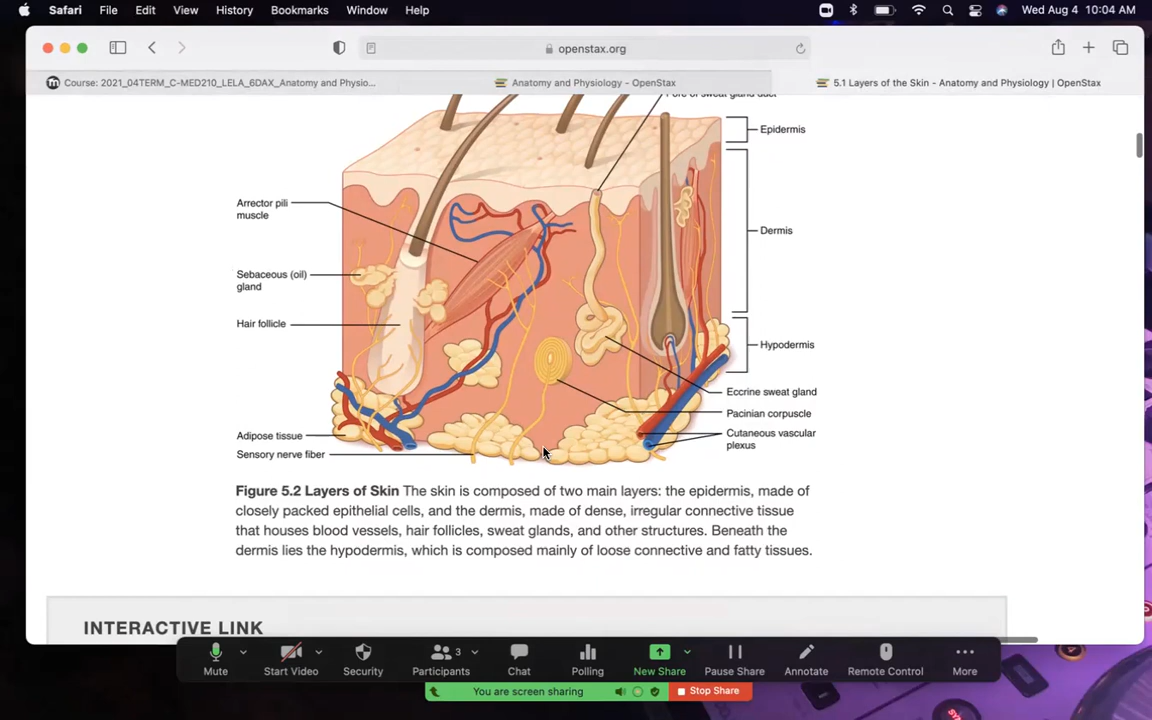 Safari File Edit View History Bookmarks Window Help Wed Aug 4 10:04 AM
openstax.org
Course: 2021_04TERM_C-MED210_LELA_6DAX_Anatomy and Physio...
Anatomy and Physiology - OpenStax
5.1 Layers of the Skin - Anatomy and Physiology | OpenStax
Pore of sweat gland duct
Epidermis
Arrector pili
muscle
Dermis
Sebaceous (oil)
gland
Hair follicle
Hypodermis
Eccrine sweat gland
Pacinian corpuscle
Adipose tissue
Cutaneous vascular
plexus
Sensory nerve fiber
Figure 5.2 Layers of Skin The skin is composed of two main layers: the epidermis, made of
closely packed epithelial cells, and the dermis, made of dense, irregular connective tissue
that houses blood vessels, hair follicles, sweat glands, and other structures. Beneath the
dermis lies the hypodermis, which is composed mainly of loose connective and fatty tissues.
INTERACTIVE LINK
3
Mute Start Video Security Participants Chat Polling New Share Pause Share Annotate Remote Control More
You are screen sharing Stop Share